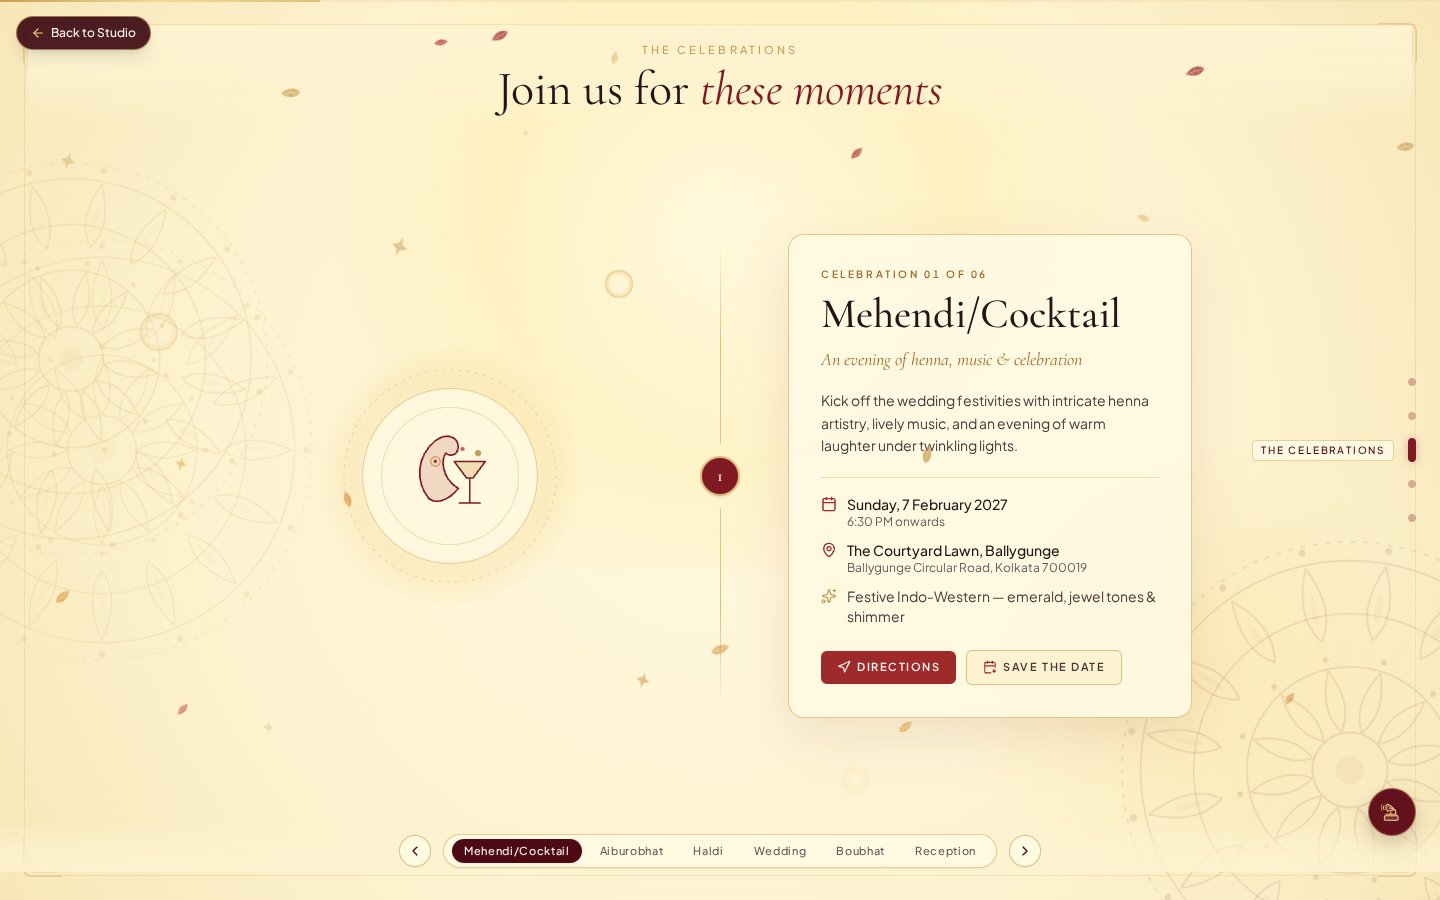 Back to Studio
THE CELEBRATIONS
Join us for these moments
CELEBRATION 01 OF 06
Mehendi/Cocktail
An evening of henna, music & celebration
Kick off the wedding festivities with intricate henna
artistry, lively music, and an evening of warm
laughter under twinkling lights.
I
Sunday, 7 February 2027
6:30 PM onwards
The Courtyard Lawn, Ballygunge
Ballygunge Circular Road, Kolkata 700019
Festive Indo-Western — emerald, jewel tones &
shimmer
DIRECTIONS
SAVE THE DATE
THE CELEBRATIONS
Mehendi/Cocktail
Aiburobhat
Haldi
Wedding
Boubhat
Reception